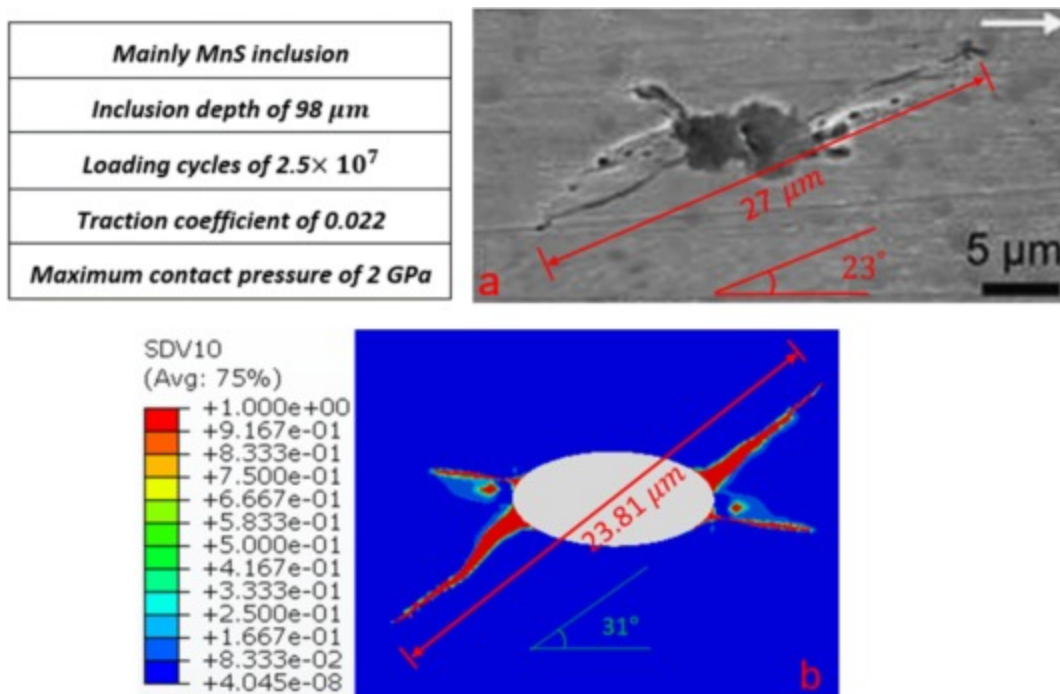 Mainly MnS inclusion
Inclusion depth of 98 μm
Loading cycles of 2.5× 10⁷
Traction coefficient of 0.022
Maximum contact pressure of 2 GPa
27 μm
23°
5 μm
a
SDV10
(Avg: 75%)
+1.000e+00
+9.167e-01
+8.333e-01
+7.500e-01
+6.667e-01
+5.833e-01
+5.000e-01
+4.167e-01
+3.333e-01
+2.500e-01
+1.667e-01
+8.333e-02
+4.045e-08
23.81 μm
31°
b